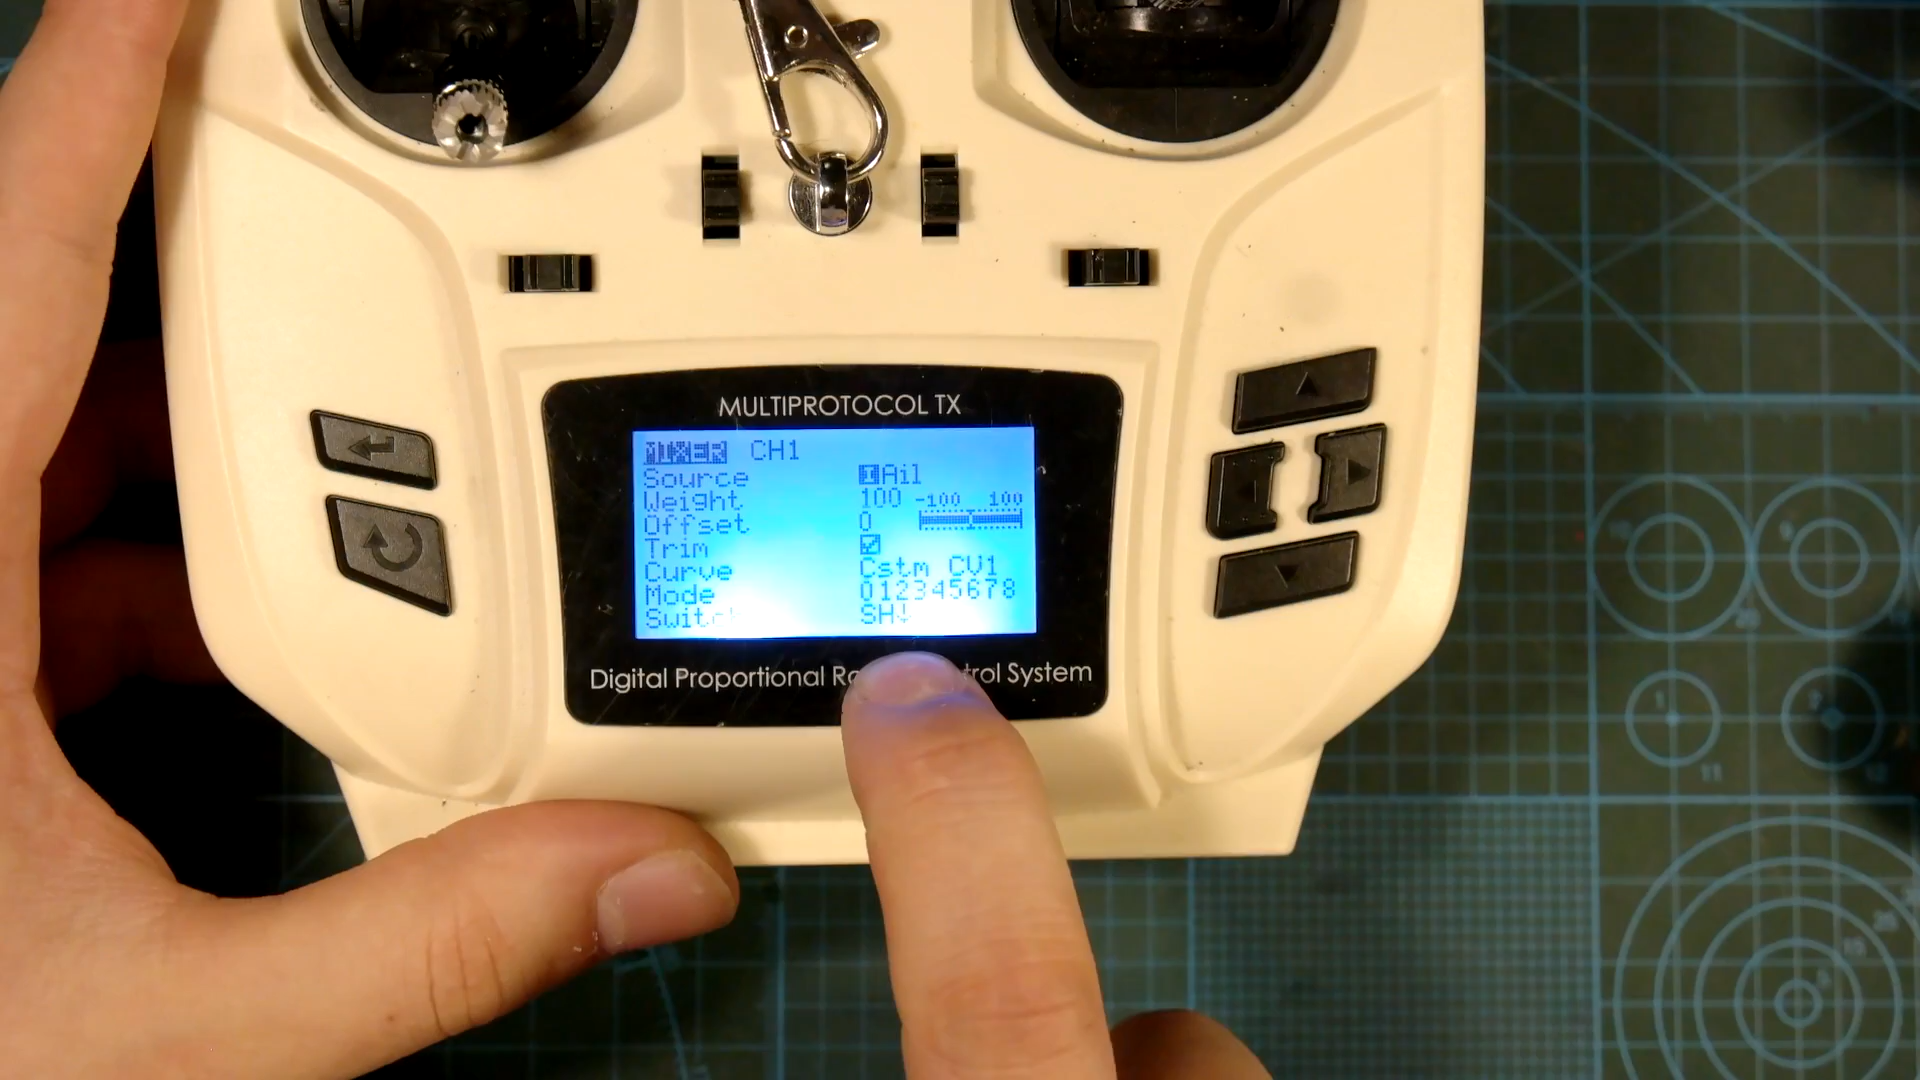 MULTIPROTOCOL TX
MIXER CH1
Source Ail
Weight 100 -100 100
Offset 0
Trim
Curve Cstm CV1
Mode 012345678
SH↓
Digital Proportional System
11